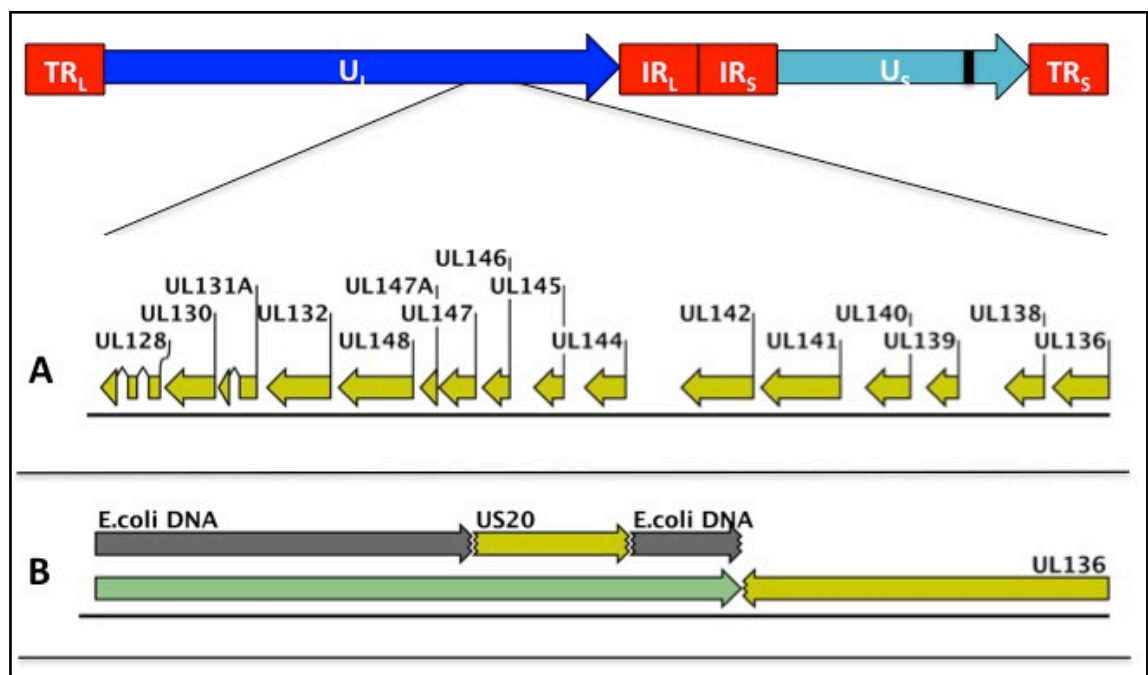 TRL UL IRL IRS US TRS
UL146
UL131A UL147A UL145
UL130 UL132 UL147 UL142 UL140 UL138
UL128 UL148 UL144 UL141 UL139 UL136
A
E.coli DNA US20 E.coli DNA
B
UL136